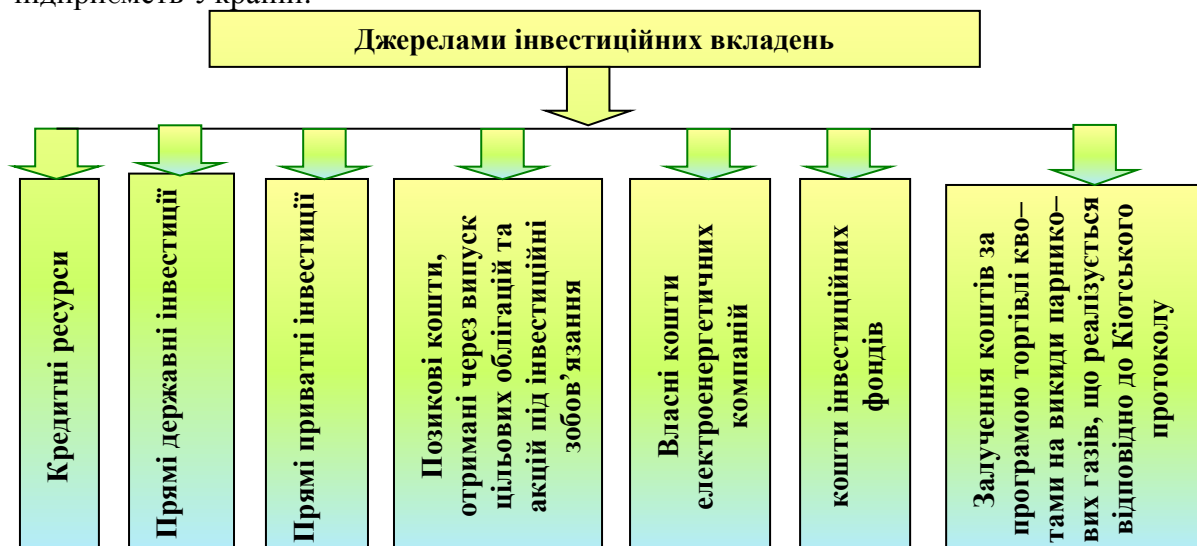 Джерелами інвестиційних вкладень
Кредитні ресурси
Прямі державні інвестиції
Прямі приватні інвестиції
Позикові кошти,
отримані через випуск
цільових облігацій та
акцій під інвестиційні
зобов’язання
Власні кошти
електроенергетичних
компаній
кошти інвестиційних
фондів
Залучення коштів за
програмою торгівлі кво–
тами на викиди парнико–
вих газів, що реалізується
відповідно до Кіотського
протоколу